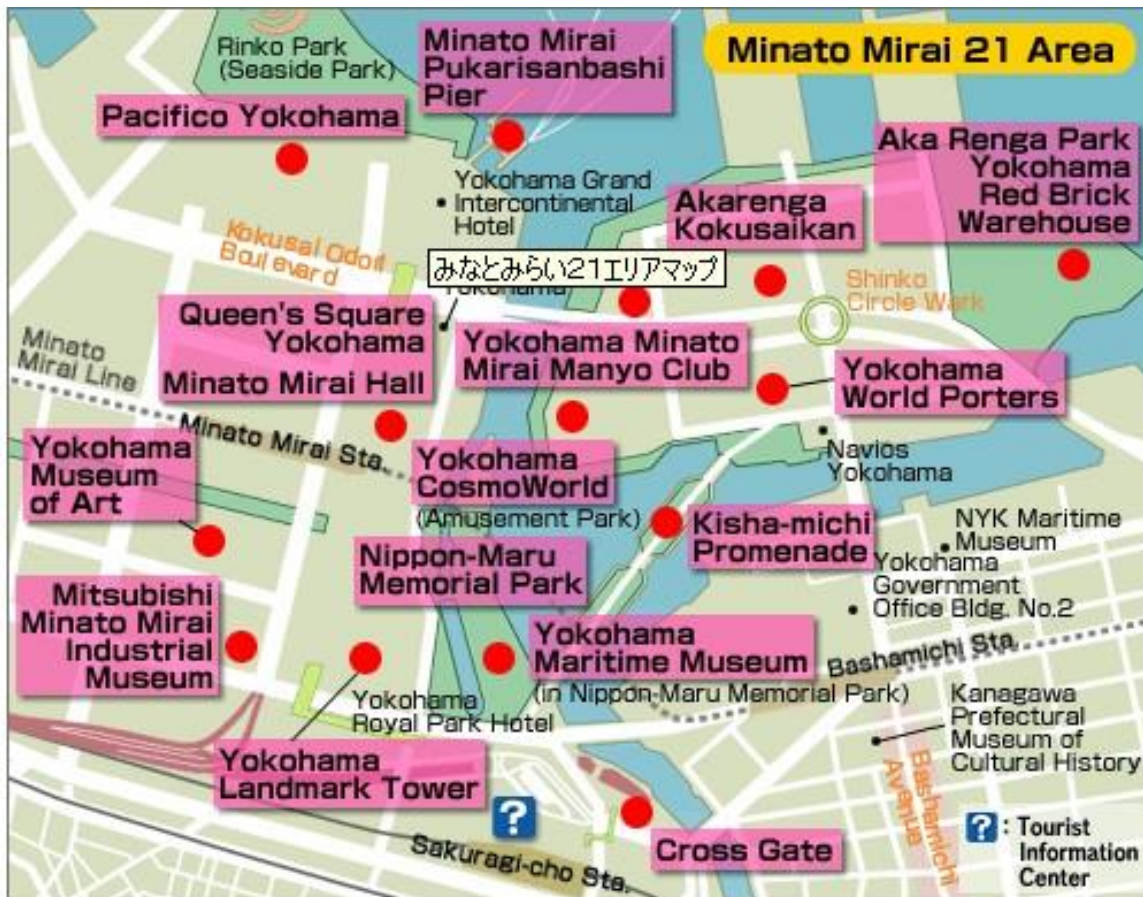 Rinko Park
(Seaside Park)
Minato Mirai
Pukarisanbashi
Pier
Minato Mirai 21 Area
Pacifico Yokohama
Aka Renga Park
Yokohama
Red Brick
Warehouse
Yokohama Grand
Intercontinental
Hotel
Akarenga
Kokusaikan
Kokusai Odori
Boulevard
みなとみらい21エリアマップ
Yokohama
Shinko
Circle Wark
Queen's Square
Yokohama
Minato Mirai Hall
Yokohama Minato
Mirai Manyo Club
Yokohama
World Porters
Minato
Mirai Line
Minato Mirai Sta.
Navios
Yokohama
Yokohama
Museum
of Art
Yokohama
CosmoWorld
(Amusement Park)
Kisha-michi
Promenade
NYK Maritime
Museum
Nippon-Maru
Memorial Park
Yokohama
Government
Office Bldg. No.2
Mitsubishi
Minato Mirai
Industrial
Museum
Yokohama
Maritime Museum
(in Nippon-Maru Memorial Park)
Bashamichi Sta.
Yokohama
Royal Park Hotel
Kanagawa
Prefectural
Museum of
Cultural History
Yokohama
Landmark Tower
Bashamichi
Avenua
?
Sakuragi-cho Sta.
Cross Gate
? : Tourist
Information
Center